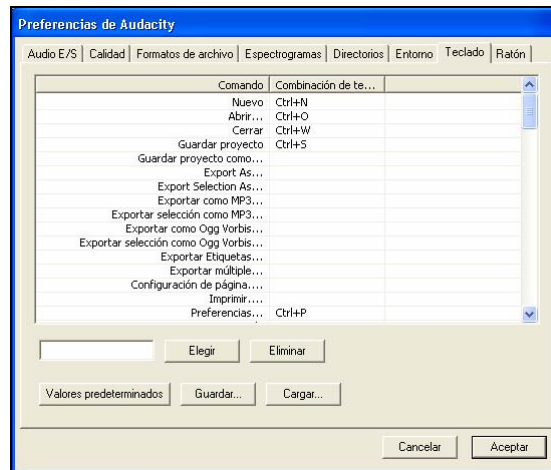 Preferencias de Audacity
Audio E/S Calidad Formatos de archivo Espectrogramas Directorios Entorno Teclado Ratón
Comando Combinación de te...
Nuevo Ctrl+N
Abrir... Ctrl+O
Cerrar Ctrl+W
Guardar proyecto Ctrl+S
Guardar proyecto como...
Export As...
Export Selection As...
Exportar como MP3...
Exportar selección como MP3...
Exportar como Ogg Vorbis...
Exportar selección como Ogg Vorbis...
Exportar Etiquetas...
Exportar múltiple...
Configuración de página....
Imprimir....
Preferencias... Ctrl+P
Elegir Eliminar
Valores predeterminados Guardar... Cargar...
Cancelar Aceptar